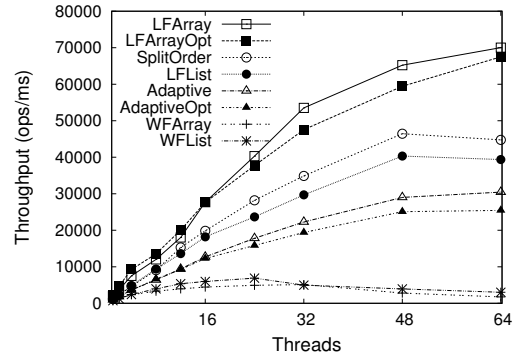 80000
70000
60000
50000
40000
30000
20000
10000
0
Throughput (ops/ms)
LFArray
LFArrayOpt
SplitOrder
LFList
Adaptive
AdaptiveOpt
WFArray
WFList
16
32
48
64
Threads